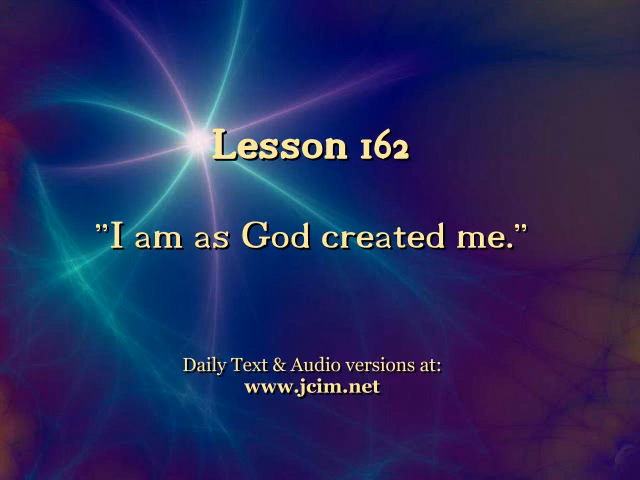 Lesson 162
"I am as God created me."
Daily Text & Audio versions at:
www.jcim.net